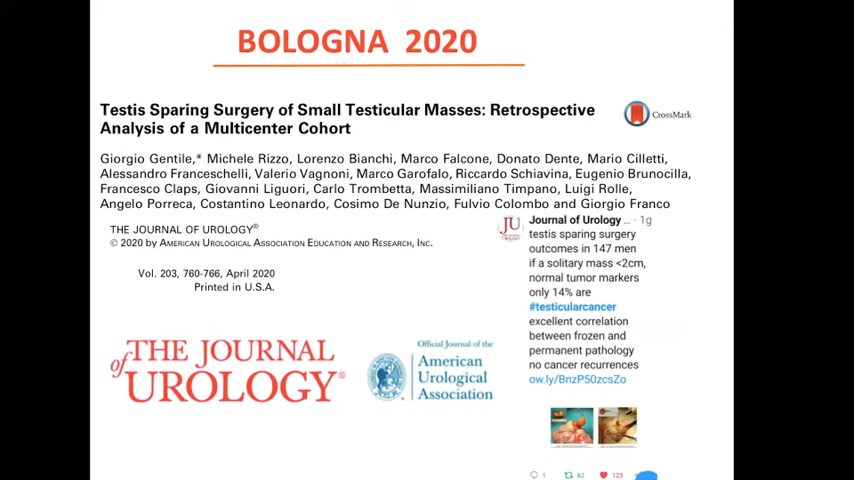 BOLOGNA 2020
Testis Sparing Surgery of Small Testicular Masses: Retrospective
Analysis of a Multicenter Cohort
CrossMark
Giorgio Gentile,* Michele Rizzo, Lorenzo Bianchi, Marco Falcone, Donato Dente, Mario Cilletti,
Alessandro Franceschelli, Valerio Vagnoni, Marco Garofalo, Riccardo Schiavina, Eugenio Brunocilla,
Francesco Claps, Giovanni Liguori, Carlo Trombetta, Massimiliano Timpano, Luigi Rolle,
Angelo Porreca, Costantino Leonardo, Cosimo De Nunzio, Fulvio Colombo and Giorgio Franco
THE JOURNAL OF UROLOGY®
© 2020 by AMERICAN UROLOGICAL ASSOCIATION EDUCATION AND RESEARCH, INC.
Vol. 203, 760-766, April 2020
Printed in U.S.A.
JU
Journal of Urology ... · 1g
testis sparing surgery
outcomes in 147 men
if a solitary mass <2cm,
normal tumor markers
only 14% are
#testicularcancer
excellent correlation
between frozen and
permanent pathology
no cancer recurrences
ow.ly/BnzP50zcsZo
THE JOURNAL
of UROLOGY®
Official Journal of the
American
Urological
Association
1 62 125